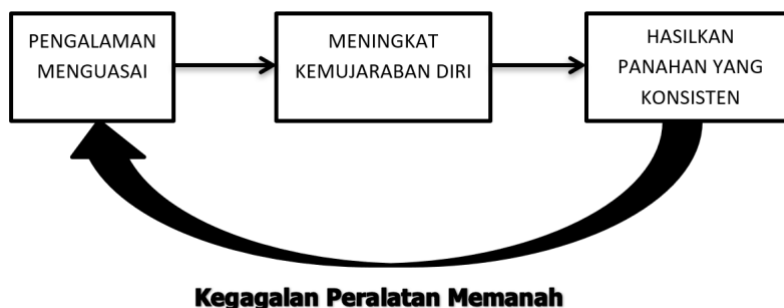 PENGALAMAN
MENGUASAI
MENINGKAT
KEMUJARABAN DIRI
HASILKAN
PANAHAN YANG
KONSISTEN
Kegagalan Peralatan Memanah